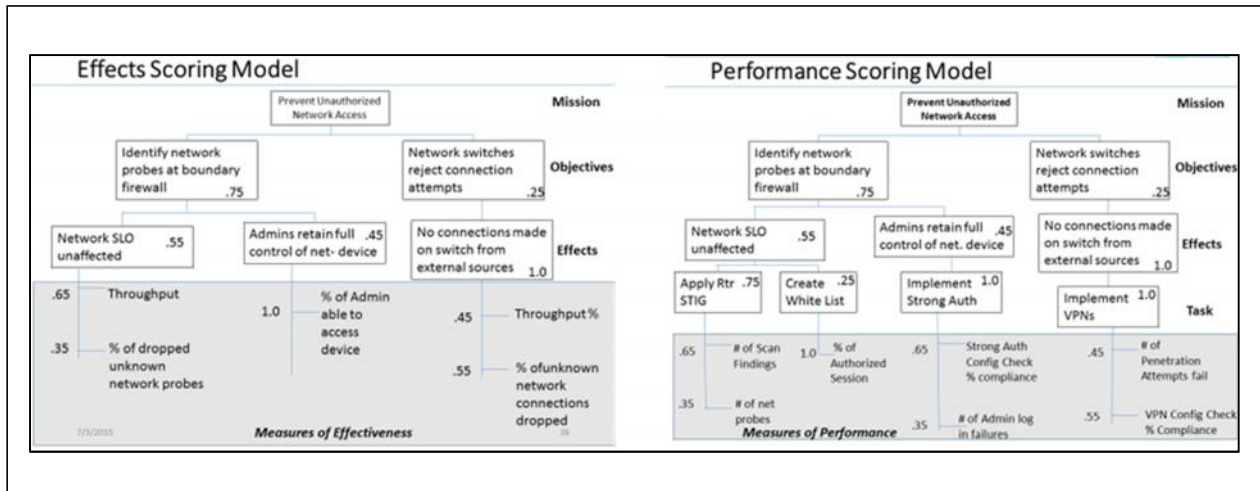 Effects Scoring Model
Prevent Unauthorized
Network Access
Mission
Identify network
probes at boundary
firewall
.75
Network switches
reject connection
attempts
.25
Objectives
Network SLO
unaffected
.55
Admins retain full
control of net- device
.45
No connections made
on switch from
external sources
1.0
Effects
.65
Throughput
.35
% of dropped
unknown
network probes
1.0
% of Admin
able to
access
device
.45
Throughput %
.55
% ofunknown
network
connections
dropped
7/3/2015
Measures of Effectiveness
36
Performance Scoring Model
Prevent Unauthorized
Network Access
Mission
Identify network
probes at boundary
firewall
.75
Network switches
reject connection
attempts
.25
Objectives
Network SLO
unaffected
.55
Admins retain full
control of net. device
.45
No connections made
on switch from
external sources
1.0
Effects
Apply Rtr
STIG
.75
Create
White List
.25
Implement
Strong Auth
1.0
Implement
VPNs
1.0
Task
.65
# of Scan
Findings
.35
# of net
probes
1.0
% of
Authorized
Session
.65
Strong Auth
Config Check
% compliance
.35
# of Admin log
in failures
.45
# of
Penetration
Attempts fail
.55
VPN Config Check
% Compliance
Measures of Performance